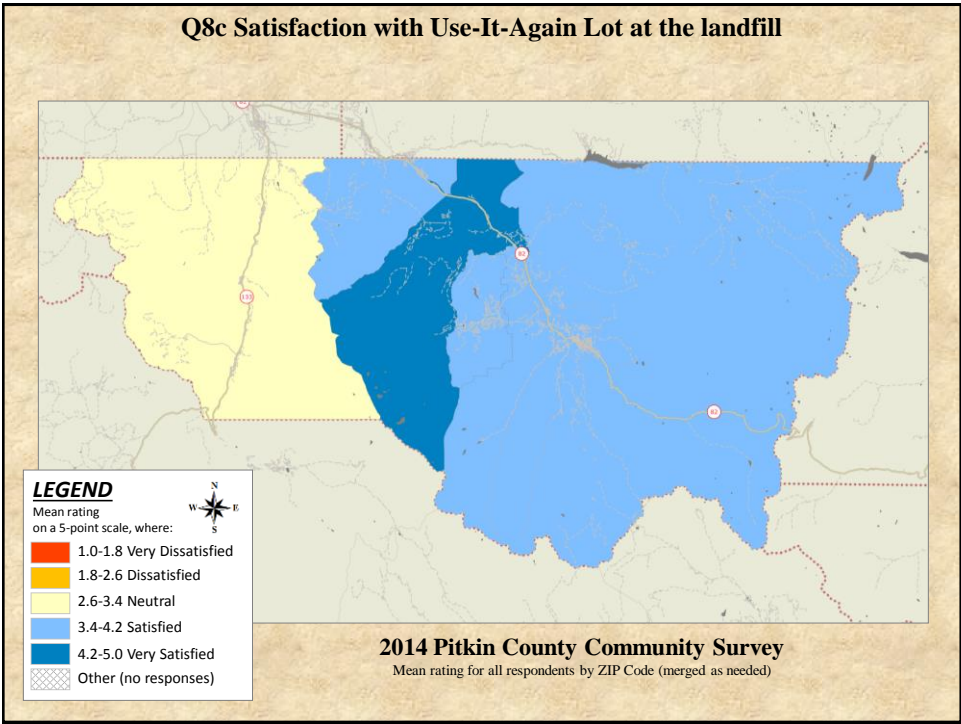 Q8c Satisfaction with Use-It-Again Lot at the landfill
82
133
82
82
LEGEND
Mean rating
on a 5-point scale, where:
N
W E
S
1.0-1.8 Very Dissatisfied
1.8-2.6 Dissatisfied
2.6-3.4 Neutral
3.4-4.2 Satisfied
4.2-5.0 Very Satisfied
Other (no responses)
2014 Pitkin County Community Survey
Mean rating for all respondents by ZIP Code (merged as needed)